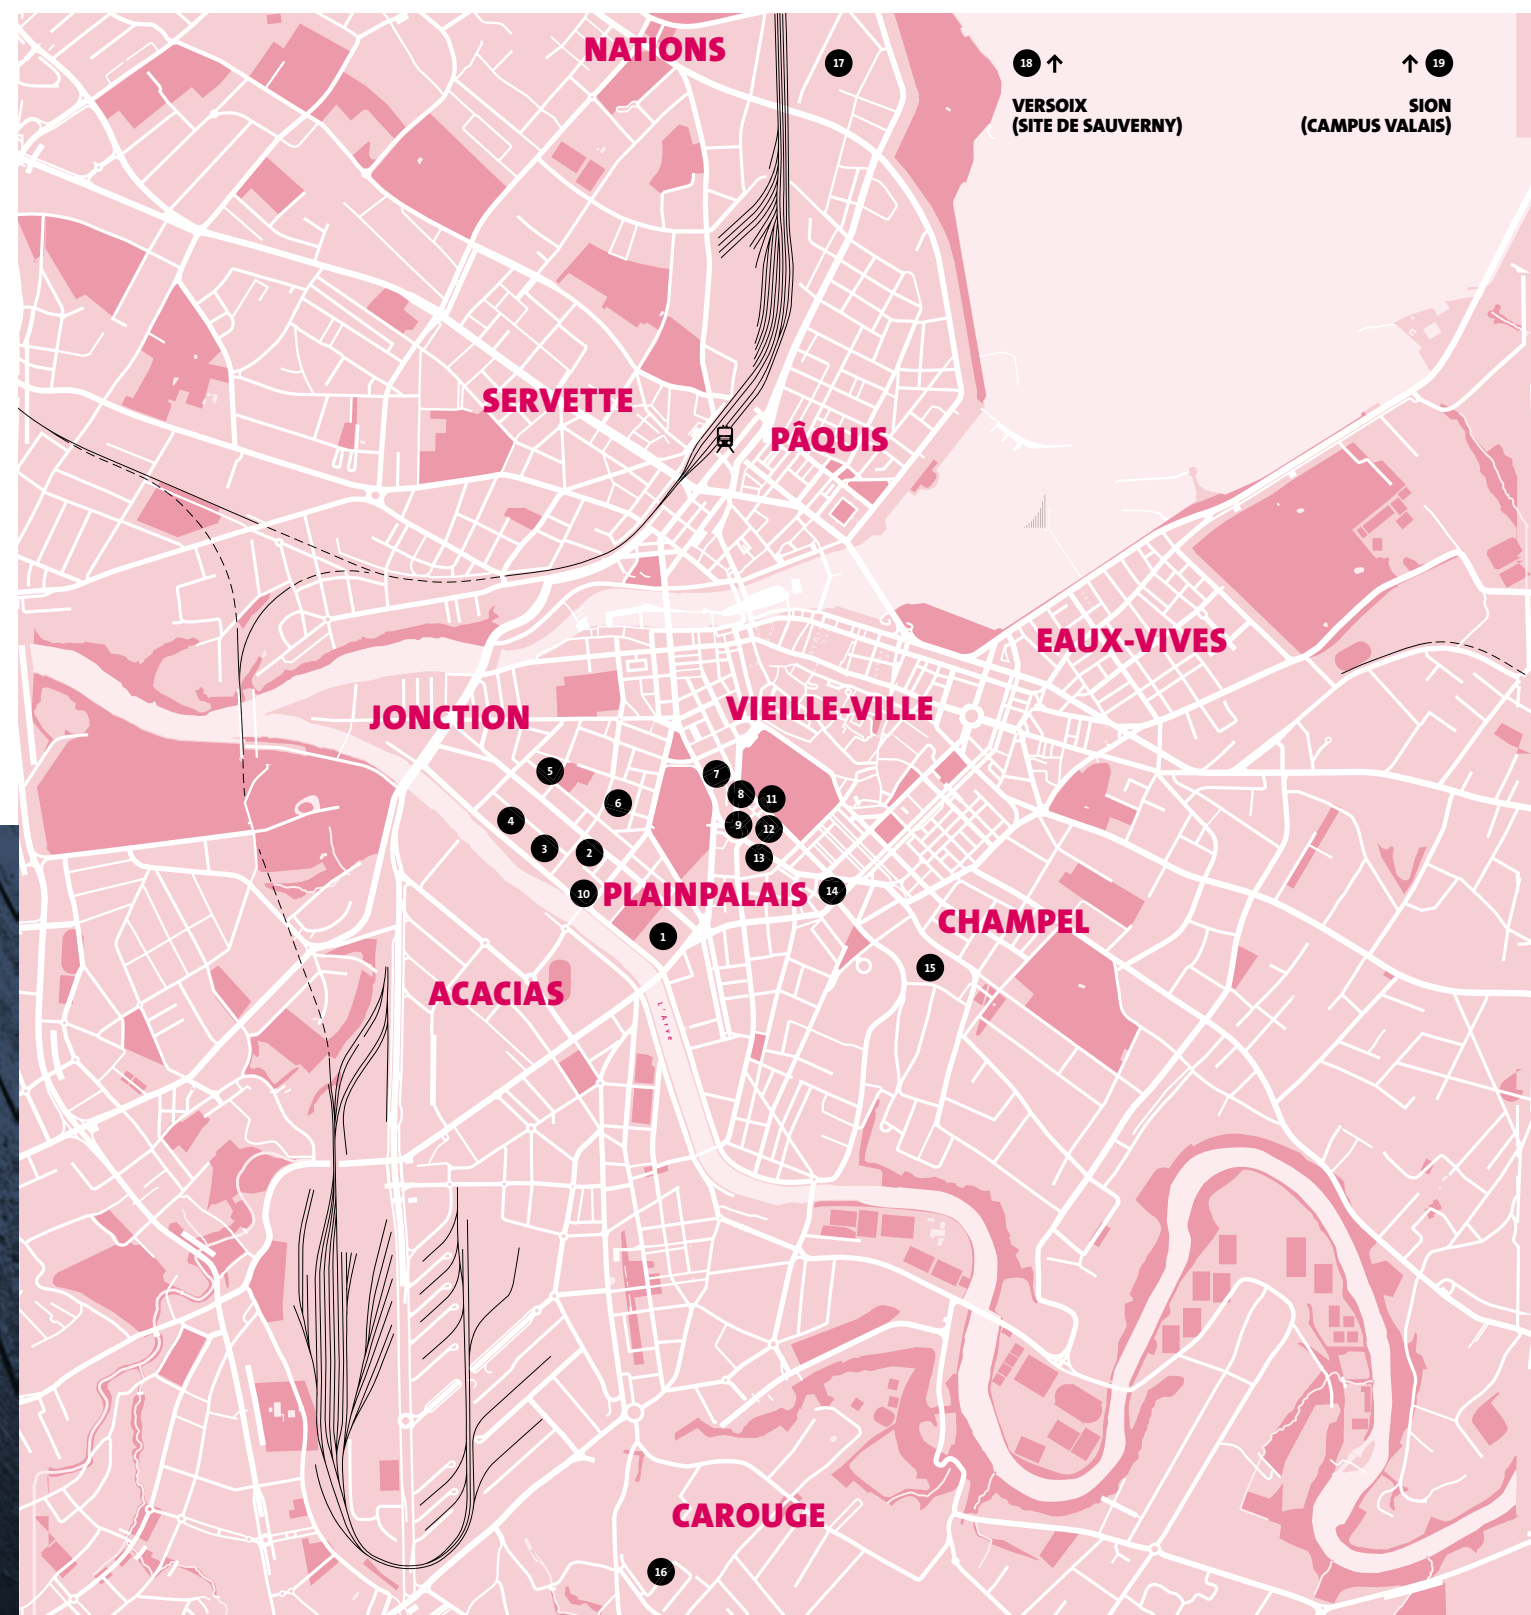 NATIONS
17
18 ↑
↑ 19
VERSOIX
(SITE DE SAUVERNY)
SION
(CAMPUS VALAIS)
SERVETTE
PÂQUIS
EAUX-VIVES
JONCTION
VIEILLE-VILLE
5
7
8
11
6
4
9
12
3
2
13
10
PLAINPALAIS
14
1
CHAMPEL
15
ACACIAS
L'Arve
CAROUGE
16